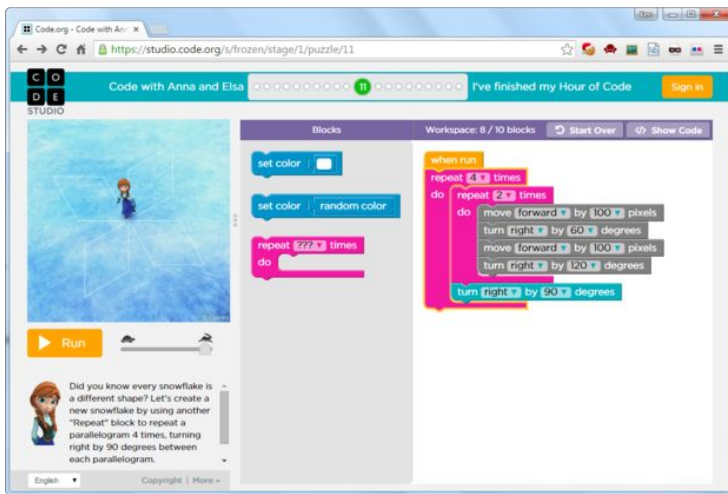 Code.org - Code with Ann
https://studio.code.org/s/frozen/stage/1/puzzle/11
C O
D E
STUDIO
Code with Anna and Elsa
11
I've finished my Hour of Code
Sign in
Blocks
Workspace: 8 / 10 blocks
Start Over
</> Show Code
set color
set color random color
repeat ??? times
do
when run
repeat 4 times
do repeat 2 times
do move forward by 100 pixels
turn right by 60 degrees
move forward by 100 pixels
turn right by 120 degrees
turn right by 90 degrees
Run
Did you know every snowflake is
a different shape? Let's create a
new snowflake by using another
"Repeat" block to repeat a
parallelogram 4 times, turning
right by 90 degrees between
each parallelogram.
English
Copyright | More